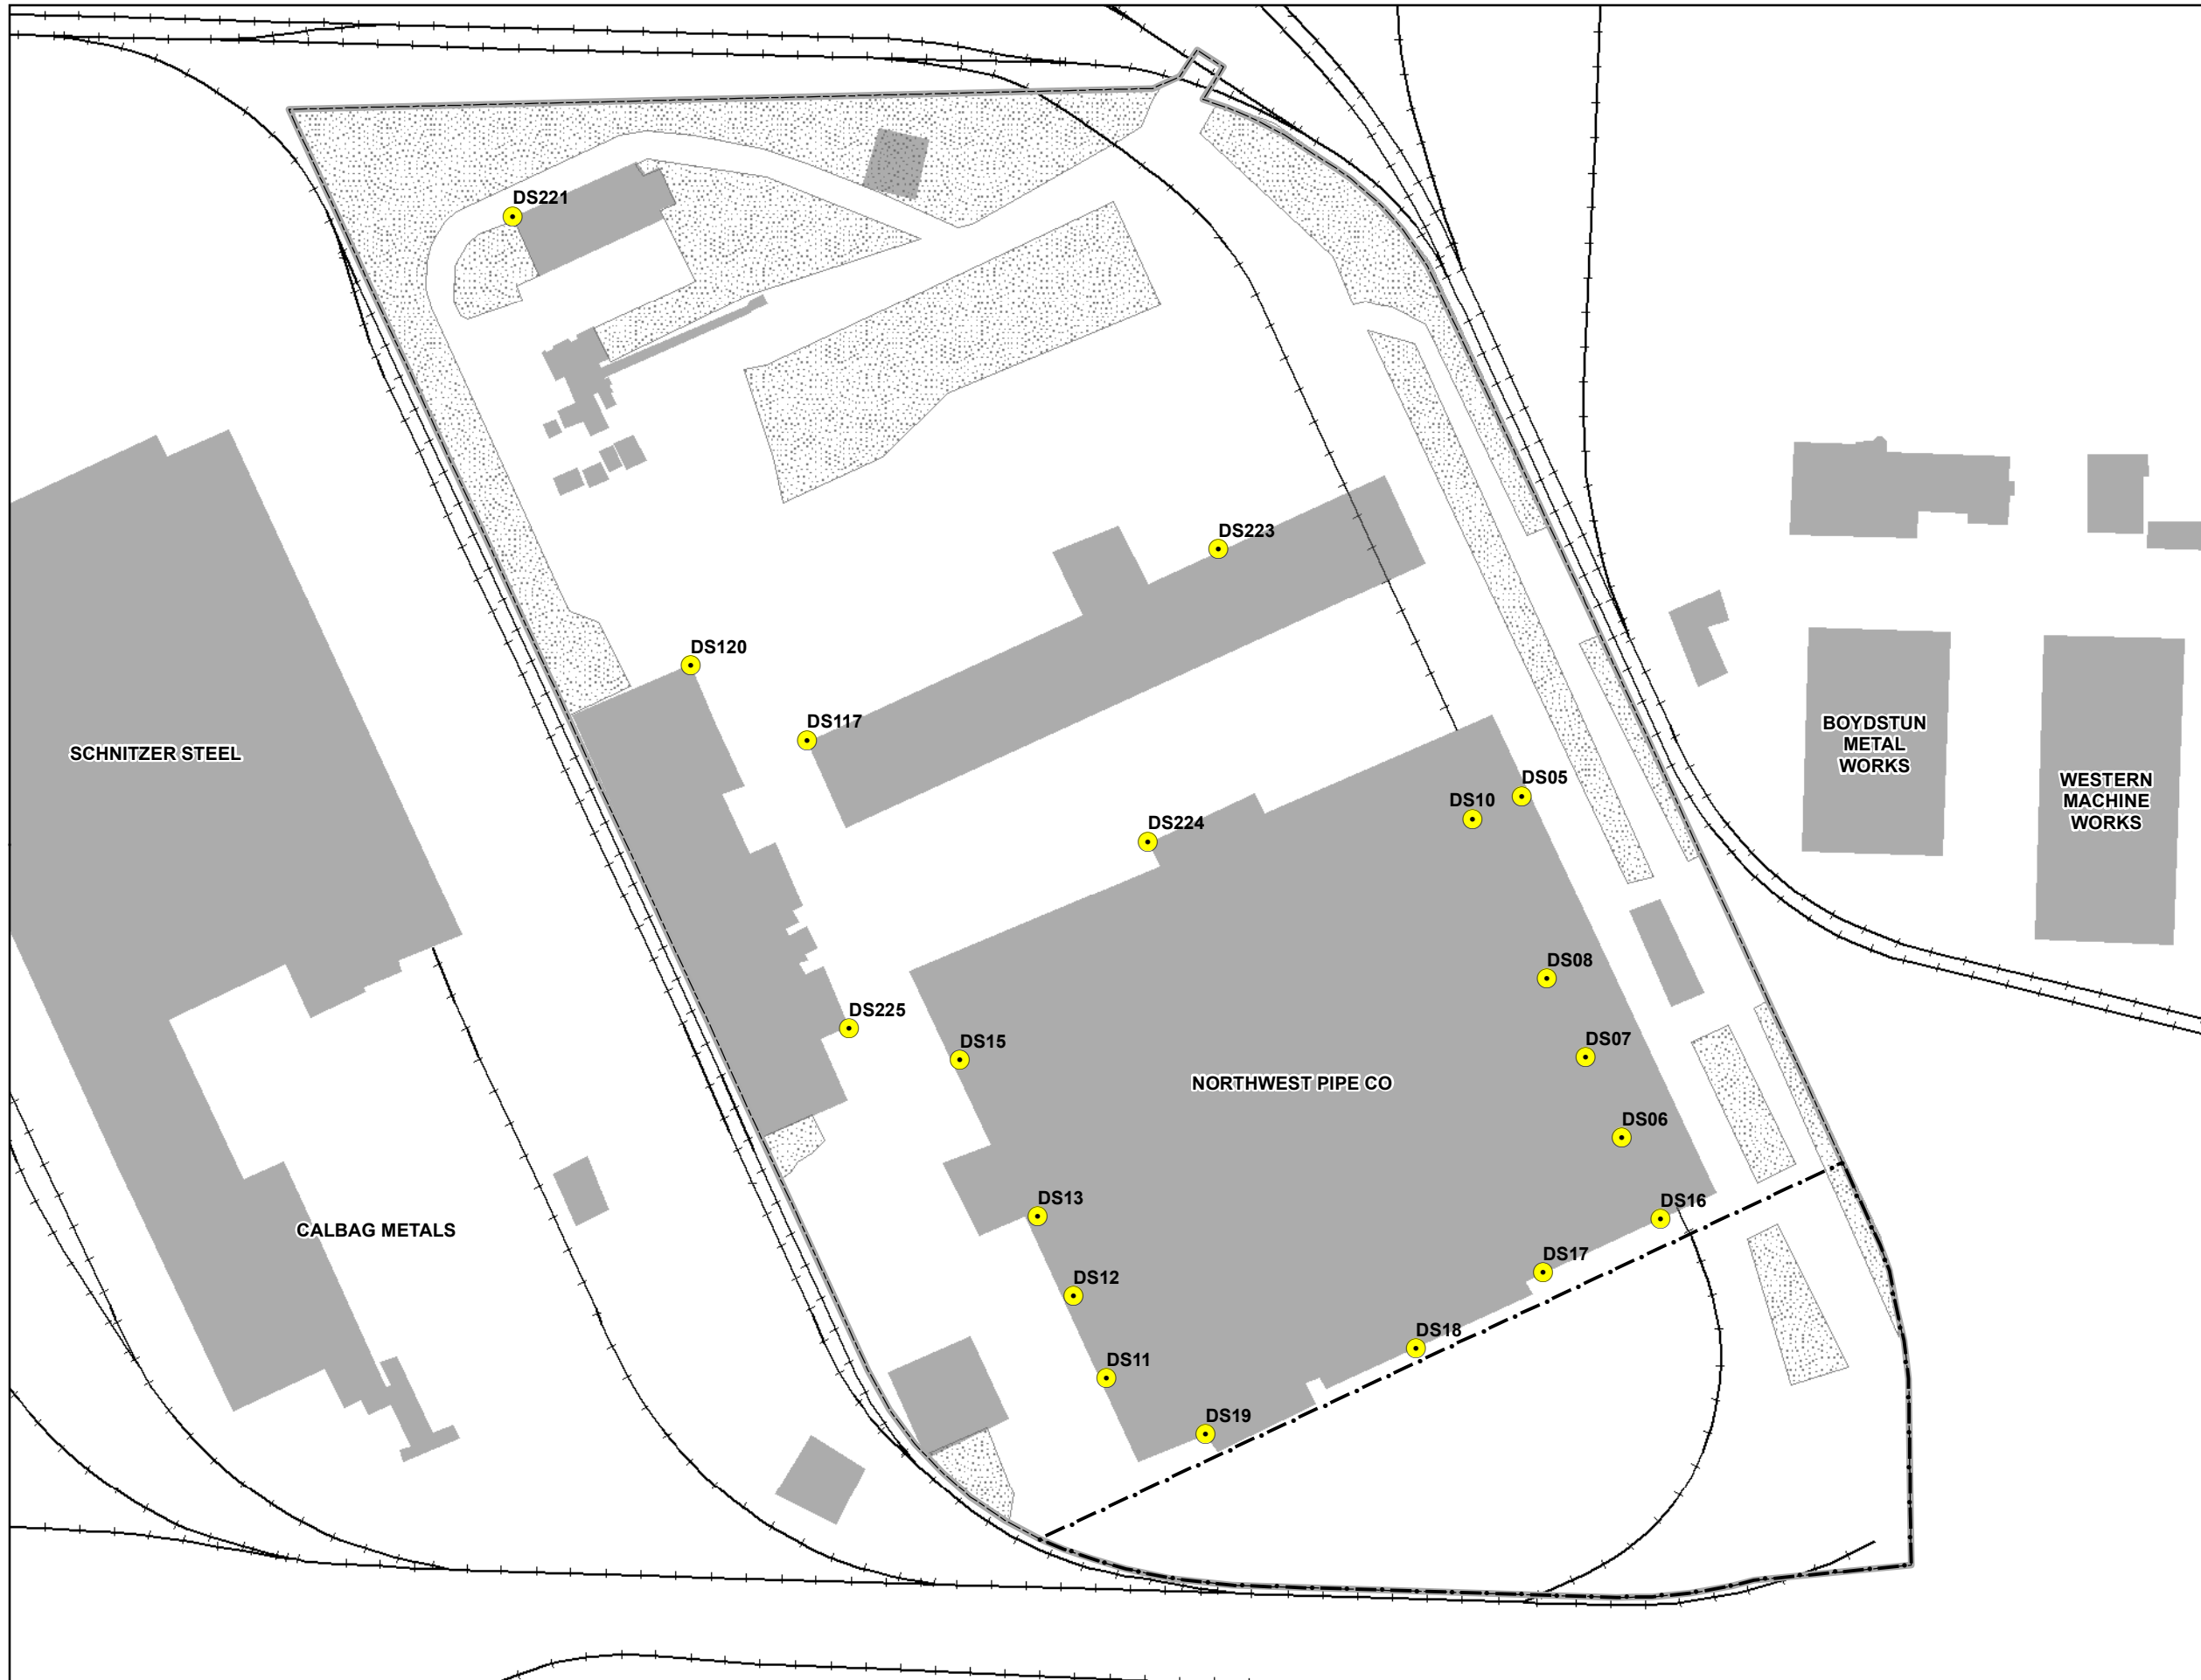 DS221
DS223
DS120
DS117
SCHNITZER STEEL
BOYDSTUN
METAL
WORKS
WESTERN
MACHINE
WORKS
DS05
DS10
DS224
DS08
DS225
DS15
DS07
NORTHWEST PIPE CO
DS06
DS13
DS16
CALBAG METALS
DS17
DS12
DS18
DS11
DS19